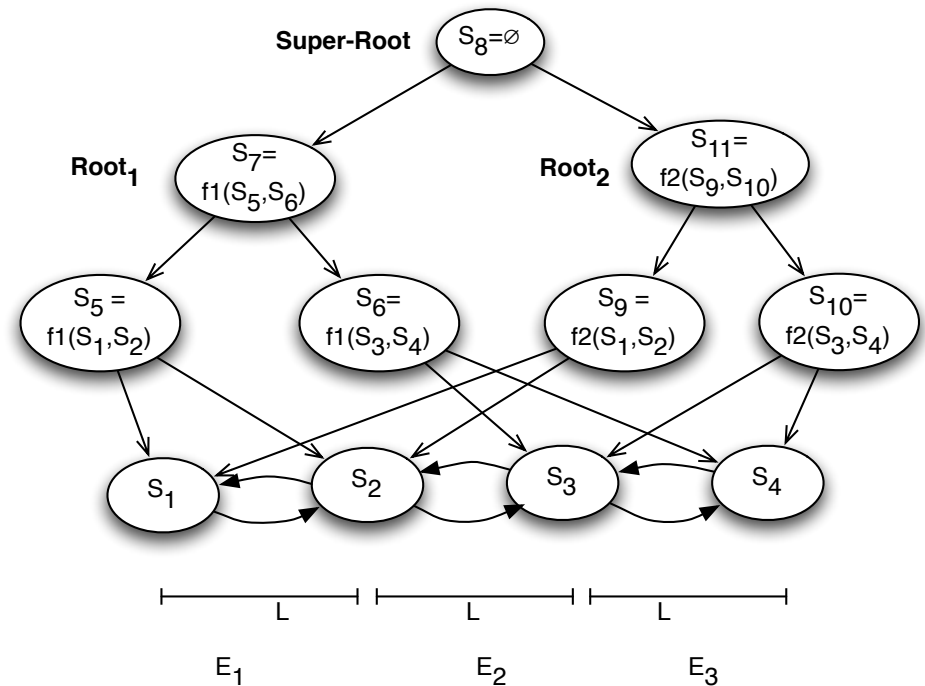 Super-Root
S8=∅
Root1
S7=
f1(S5,S6)
Root2
S11=
f2(S9,S10)
S5 =
f1(S1,S2)
S6=
f1(S3,S4)
S9 =
f2(S1,S2)
S10=
f2(S3,S4)
S1
S2
S3
S4
L
L
L
E1
E2
E3